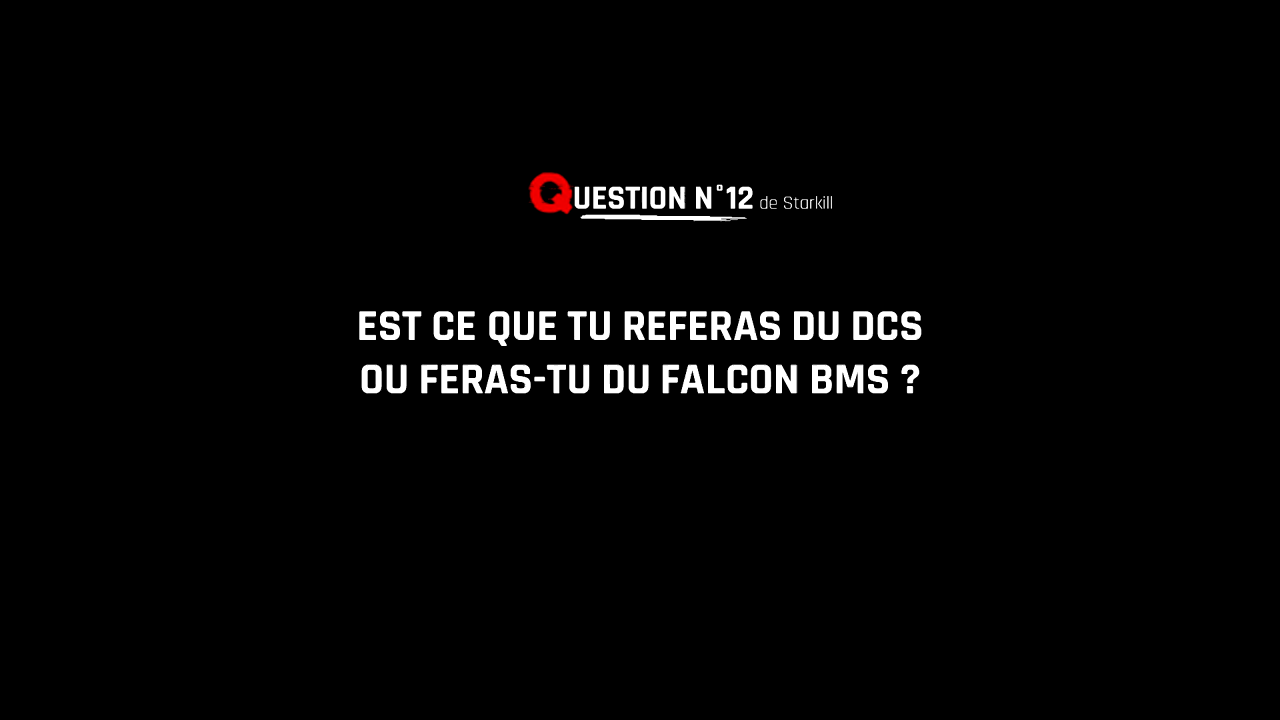 QUESTION N°12 de Starkill
EST CE QUE TU REFERAS DU DCS
OU FERAS-TU DU FALCON BMS ?